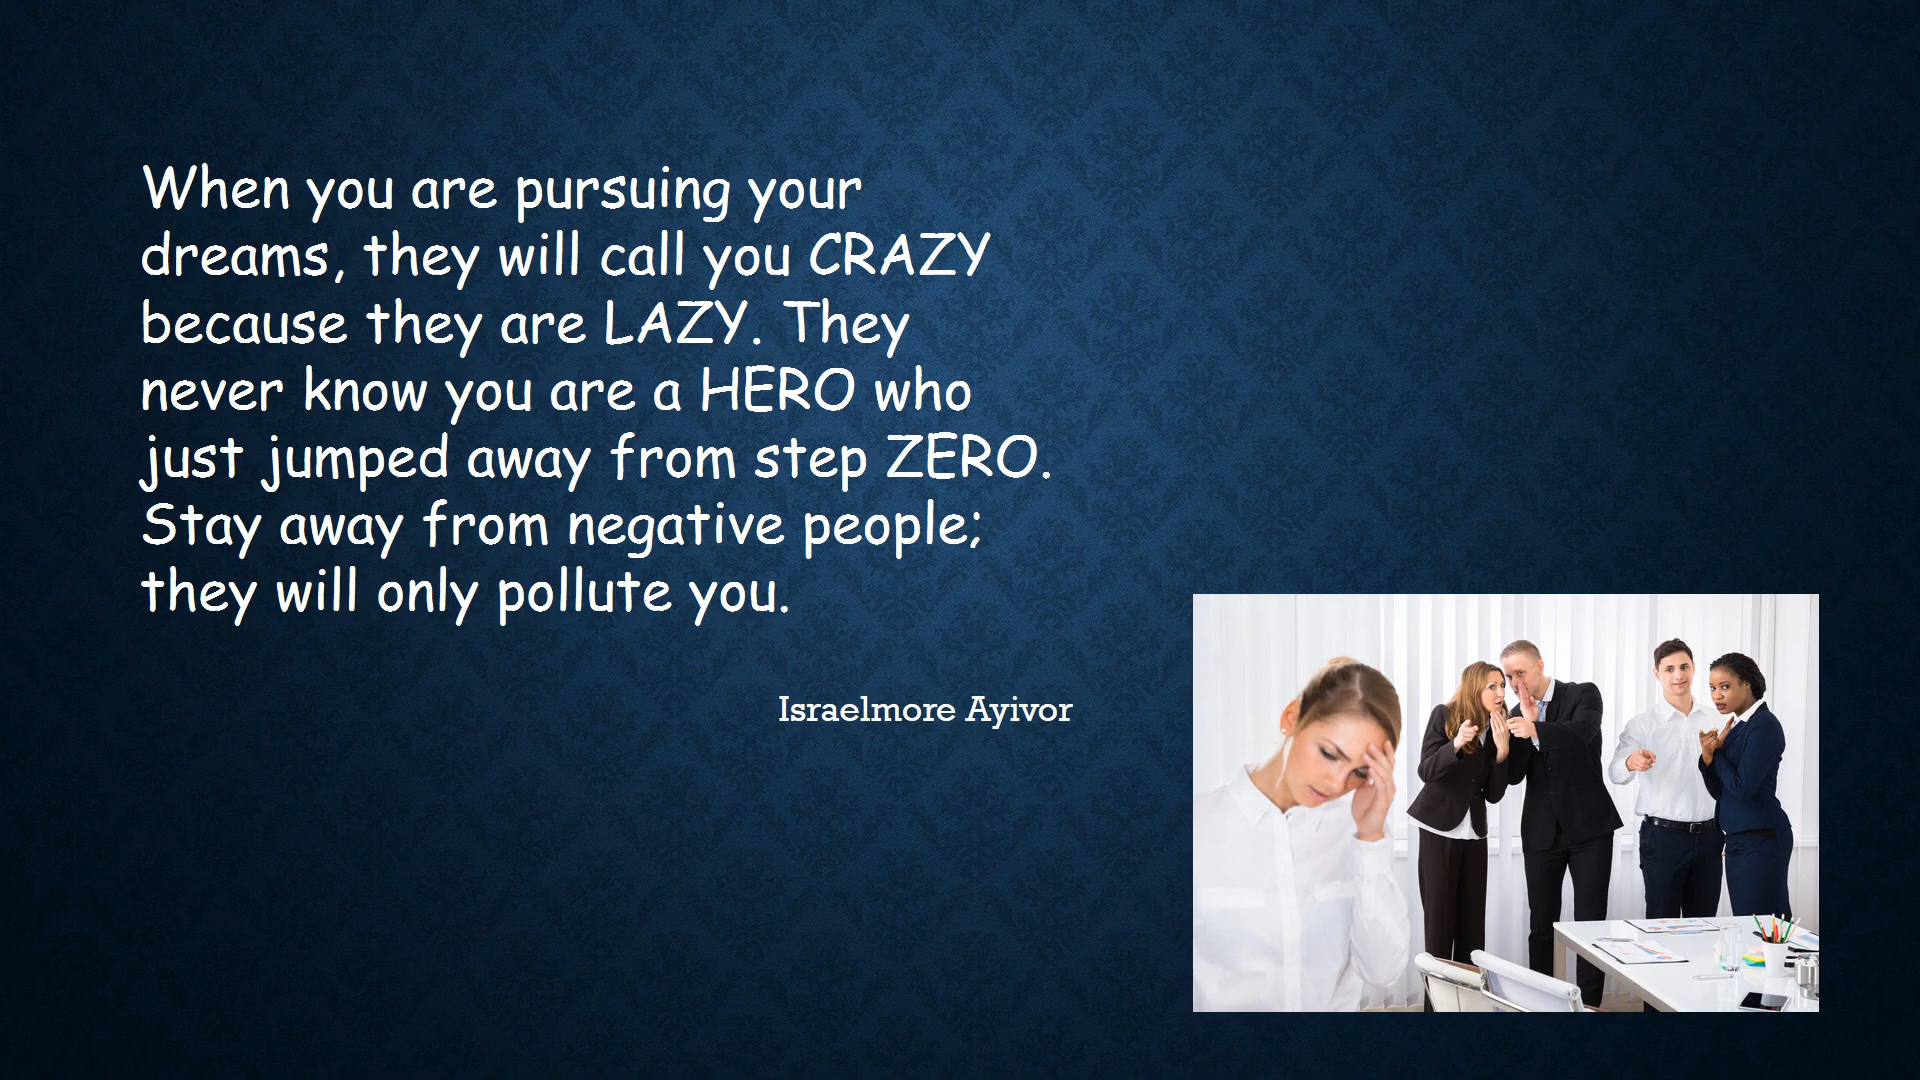 When you are pursuing your
dreams, they will call you CRAZY
because they are LAZY. They
never know you are a HERO who
just jumped away from step ZERO.
Stay away from negative people;
they will only pollute you.
Israelmore Ayivor